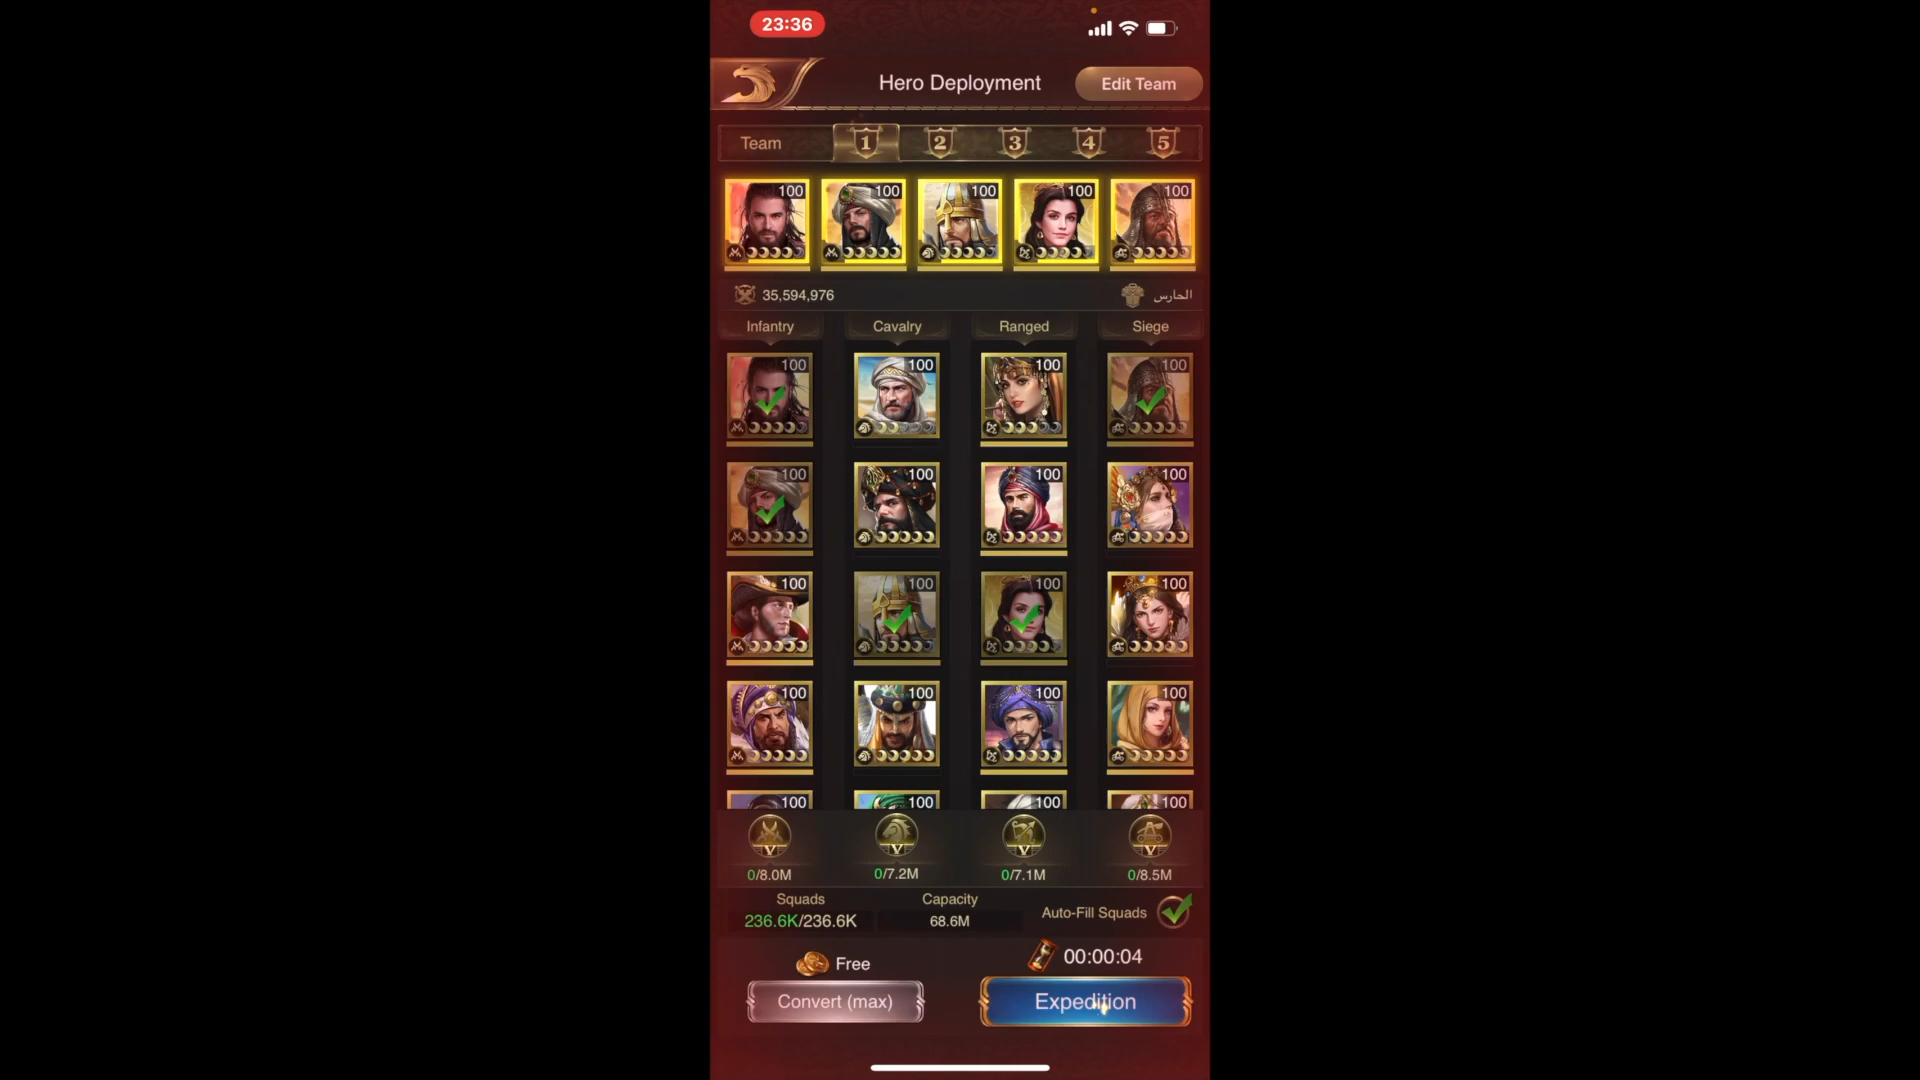 23:36
Hero Deployment
Edit Team
Team 1 2 3 4 5
100 100 100 100 100
35,594,976
الحارس
Infantry Cavalry Ranged Siege
100 100 100 100
100 100 100 100
100 100 100 100
100 100 100 100
100 100 100 100
V V V V
0/8.0M 0/7.2M 0/7.1M 0/8.5M
Squads
236.6K/236.6K
Capacity
68.6M
Auto-Fill Squads
Free
00:00:04
Convert (max)
Expedition